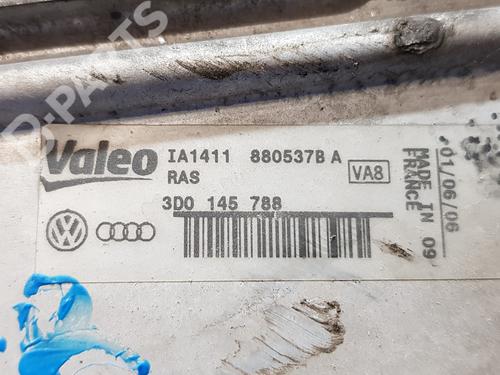 B-PARTS
Valeo
IA1411 880537B A
RAS
VA8
3D0 145 788
01/06/06
MADE IN 09
FRANCE